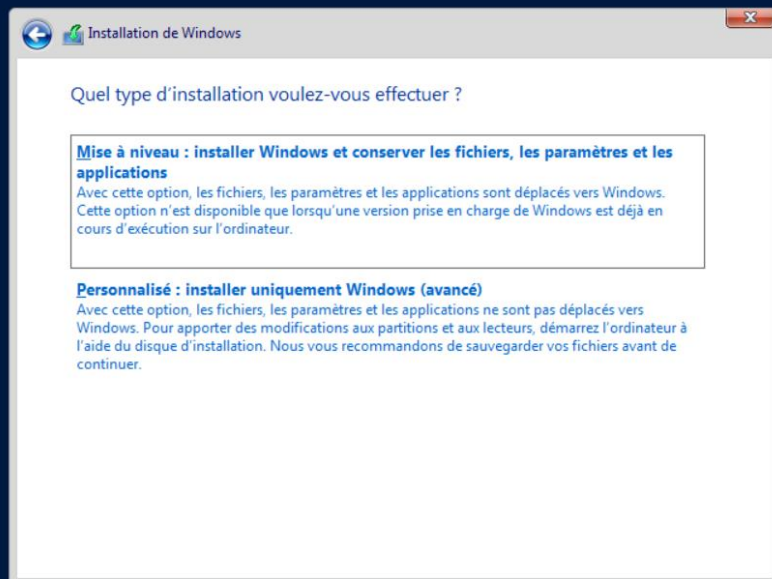 Installation de Windows
Quel type d'installation voulez-vous effectuer ?
Mise à niveau : installer Windows et conserver les fichiers, les paramètres et les
applications
Avec cette option, les fichiers, les paramètres et les applications sont déplacés vers Windows.
Cette option n'est disponible que lorsqu'une version prise en charge de Windows est déjà en
cours d'exécution sur l'ordinateur.
Personnalisé : installer uniquement Windows (avancé)
Avec cette option, les fichiers, les paramètres et les applications ne sont pas déplacés vers
Windows. Pour apporter des modifications aux partitions et aux lecteurs, démarrez l'ordinateur à
l'aide du disque d'installation. Nous vous recommandons de sauvegarder vos fichiers avant de
continuer.